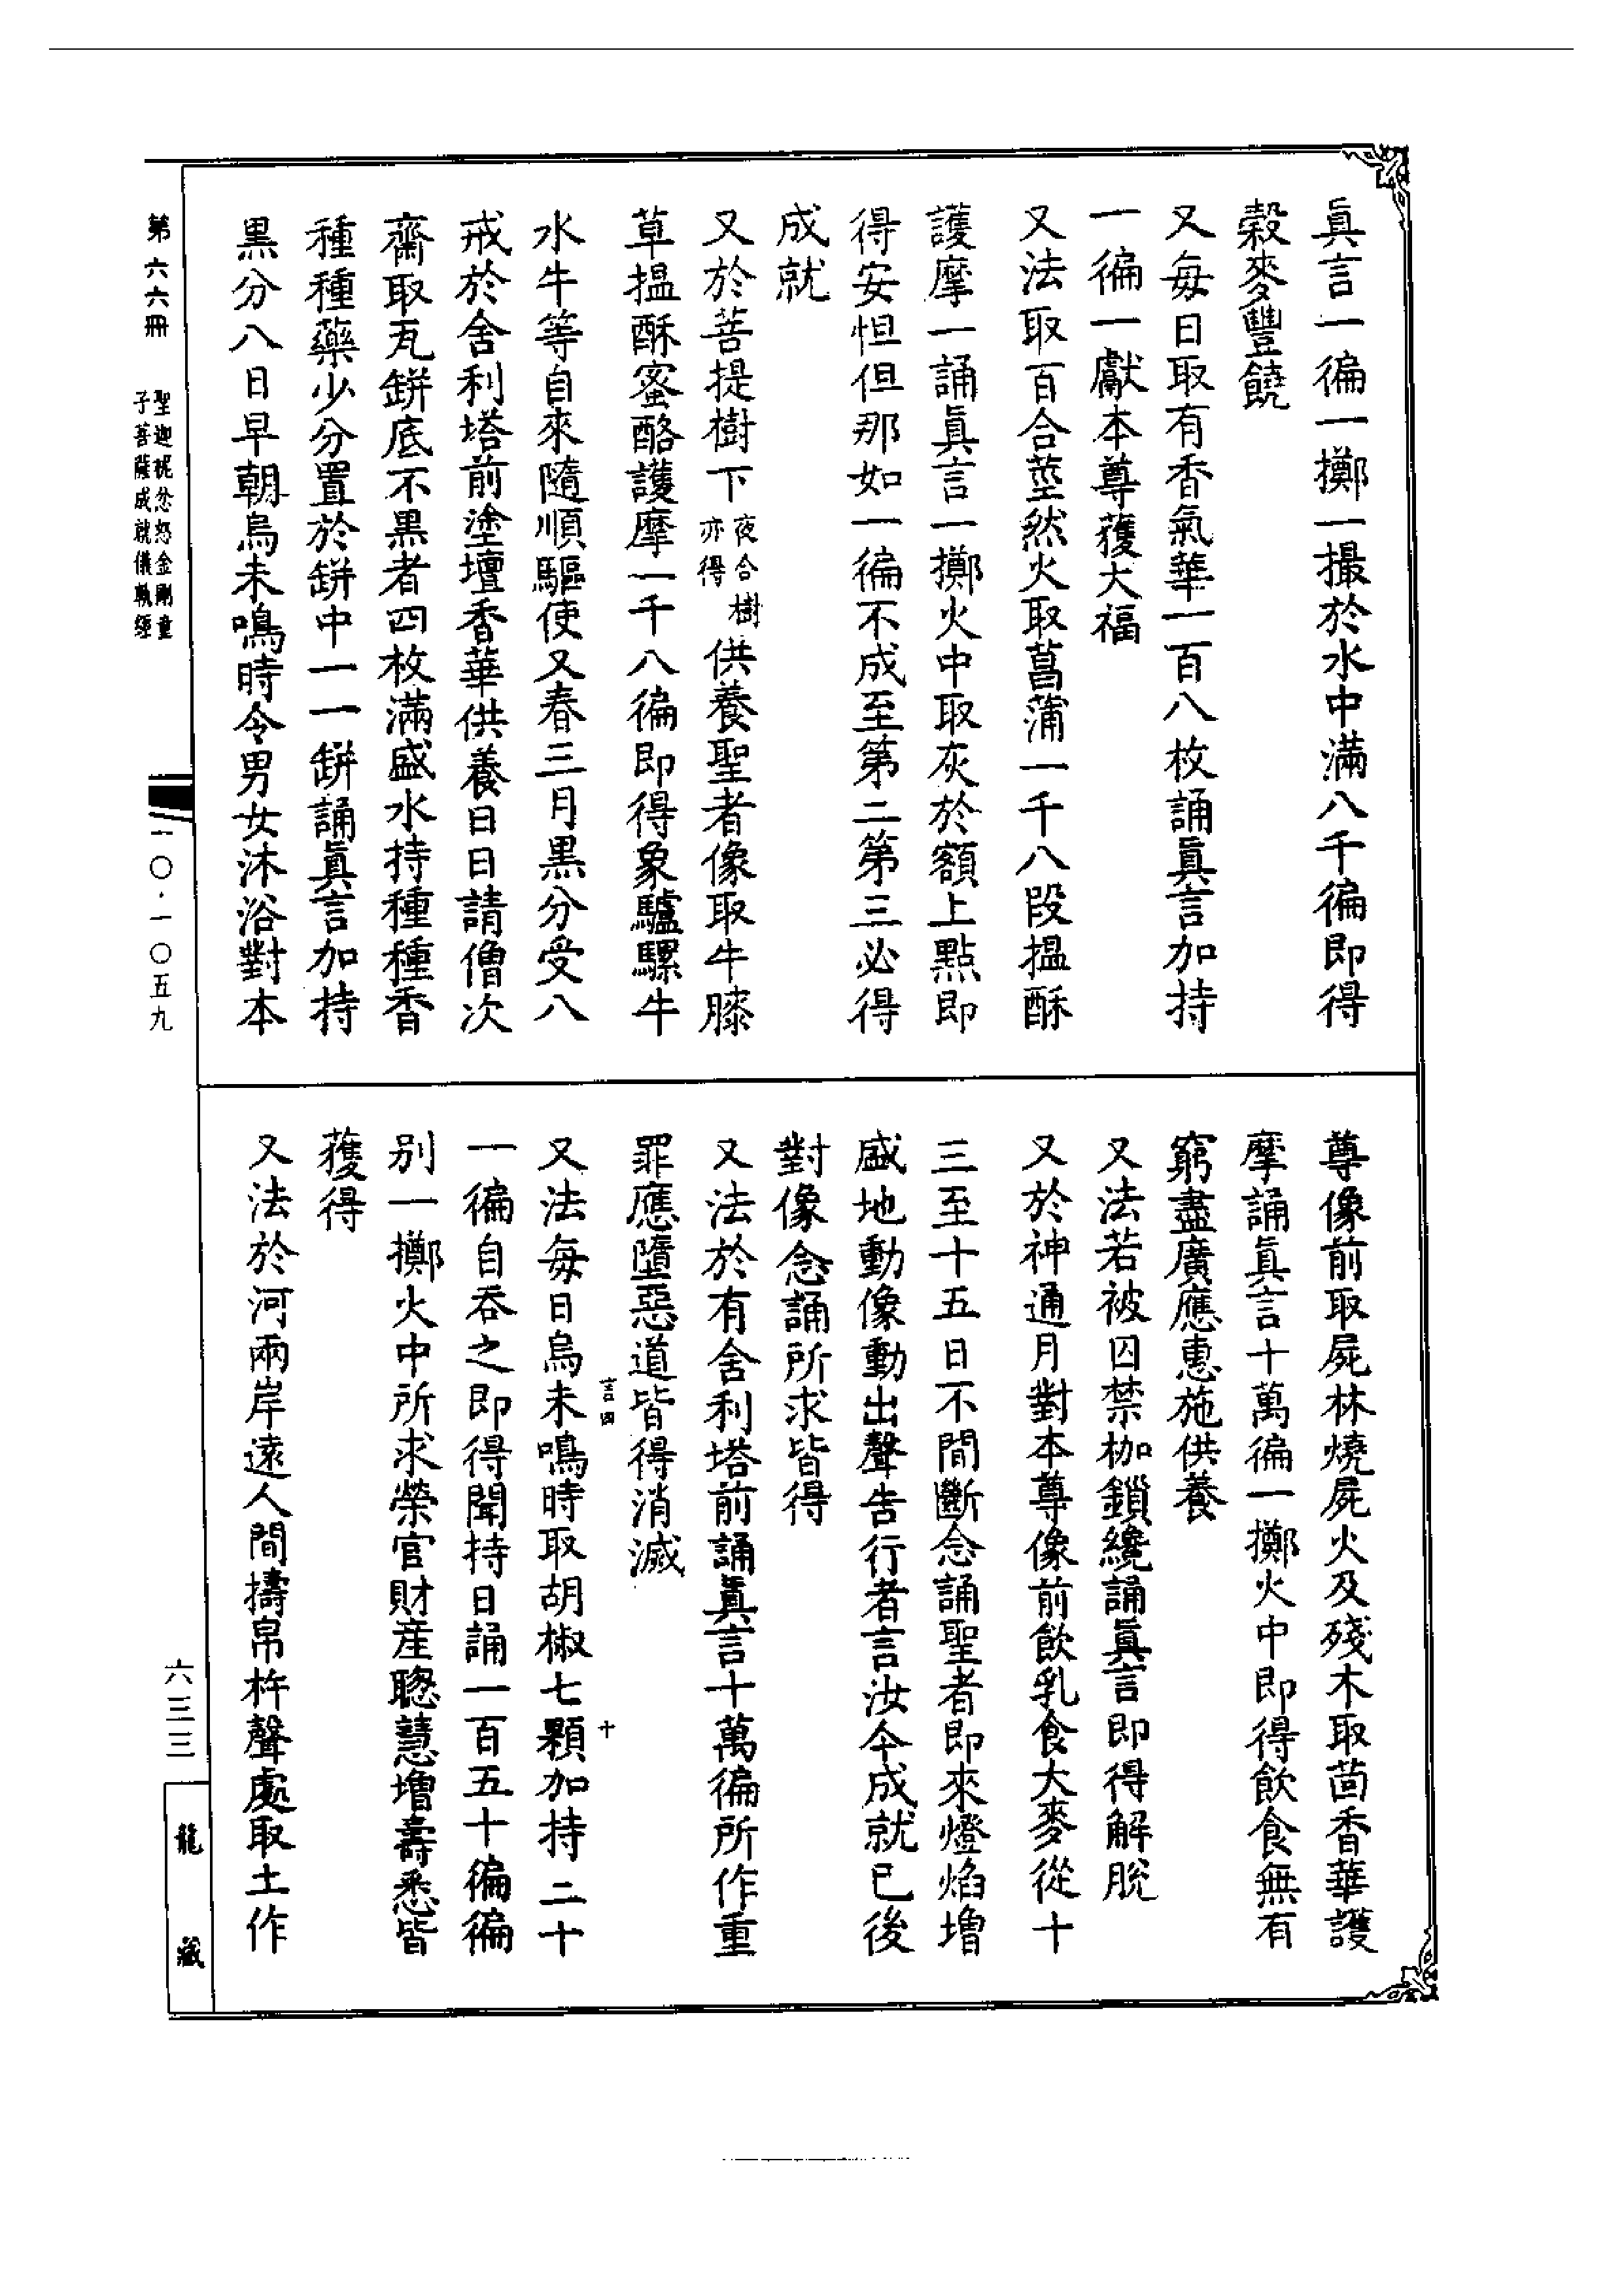 眞言一徧一擲一撮於水中滿八千徧即得
穀麥豐饒
又每日取有香氣華一百八枚誦眞言加持
一徧一獻本尊獲大福
又法取百合莖然火取菖蒲一千八段搵酥
護摩一誦眞言一擲火中取灰於額上點即
得安怛但那如一徧不成至第二第三必得
成就
又於菩提樹下夜合樹亦得供養聖者像取牛膝
草搵酥蜜酪護摩一千八徧即得象驢騾牛
水牛等自來隨順驅使又春三月黑分受八
戒於舍利塔前塗壇香華供養日日請僧次
齋取瓦缾底不黑者四枚滿盛水持種種香
種種藥少分置於缾中一一缾誦眞言加持
黑分八日早朝烏未鳴時令男女沐浴對本
尊像前取屍林燒屍火及殘木取茴香華護
摩誦眞言十萬徧一擲火中即得飲食無有
窮盡廣應惠施供養
又法若被囚禁枷鎖纔誦眞言即得解脫
又於神通月對本尊像前飲乳食大麥從十
三至十五日不間斷念誦聖者即來燈焰增
盛地動像動出聲告行者言汝今成就已後
對像念誦所求皆得
又法於有舍利塔前誦眞言十萬徧所作重
罪應墮惡道皆得消滅
言四 十
又法每日烏未鳴時取胡椒七顆加持二十
一徧自吞之即得聞持日誦一百五十徧徧
別一擲火中所求榮官財産聰慧增壽悉皆
獲得
又法於河兩岸遠人間擣帛杵聲處取土作
第六六冊
聖迦柅忿怒金剛童
子菩薩成就儀軌經
一〇·一〇五九
六三三
龍藏